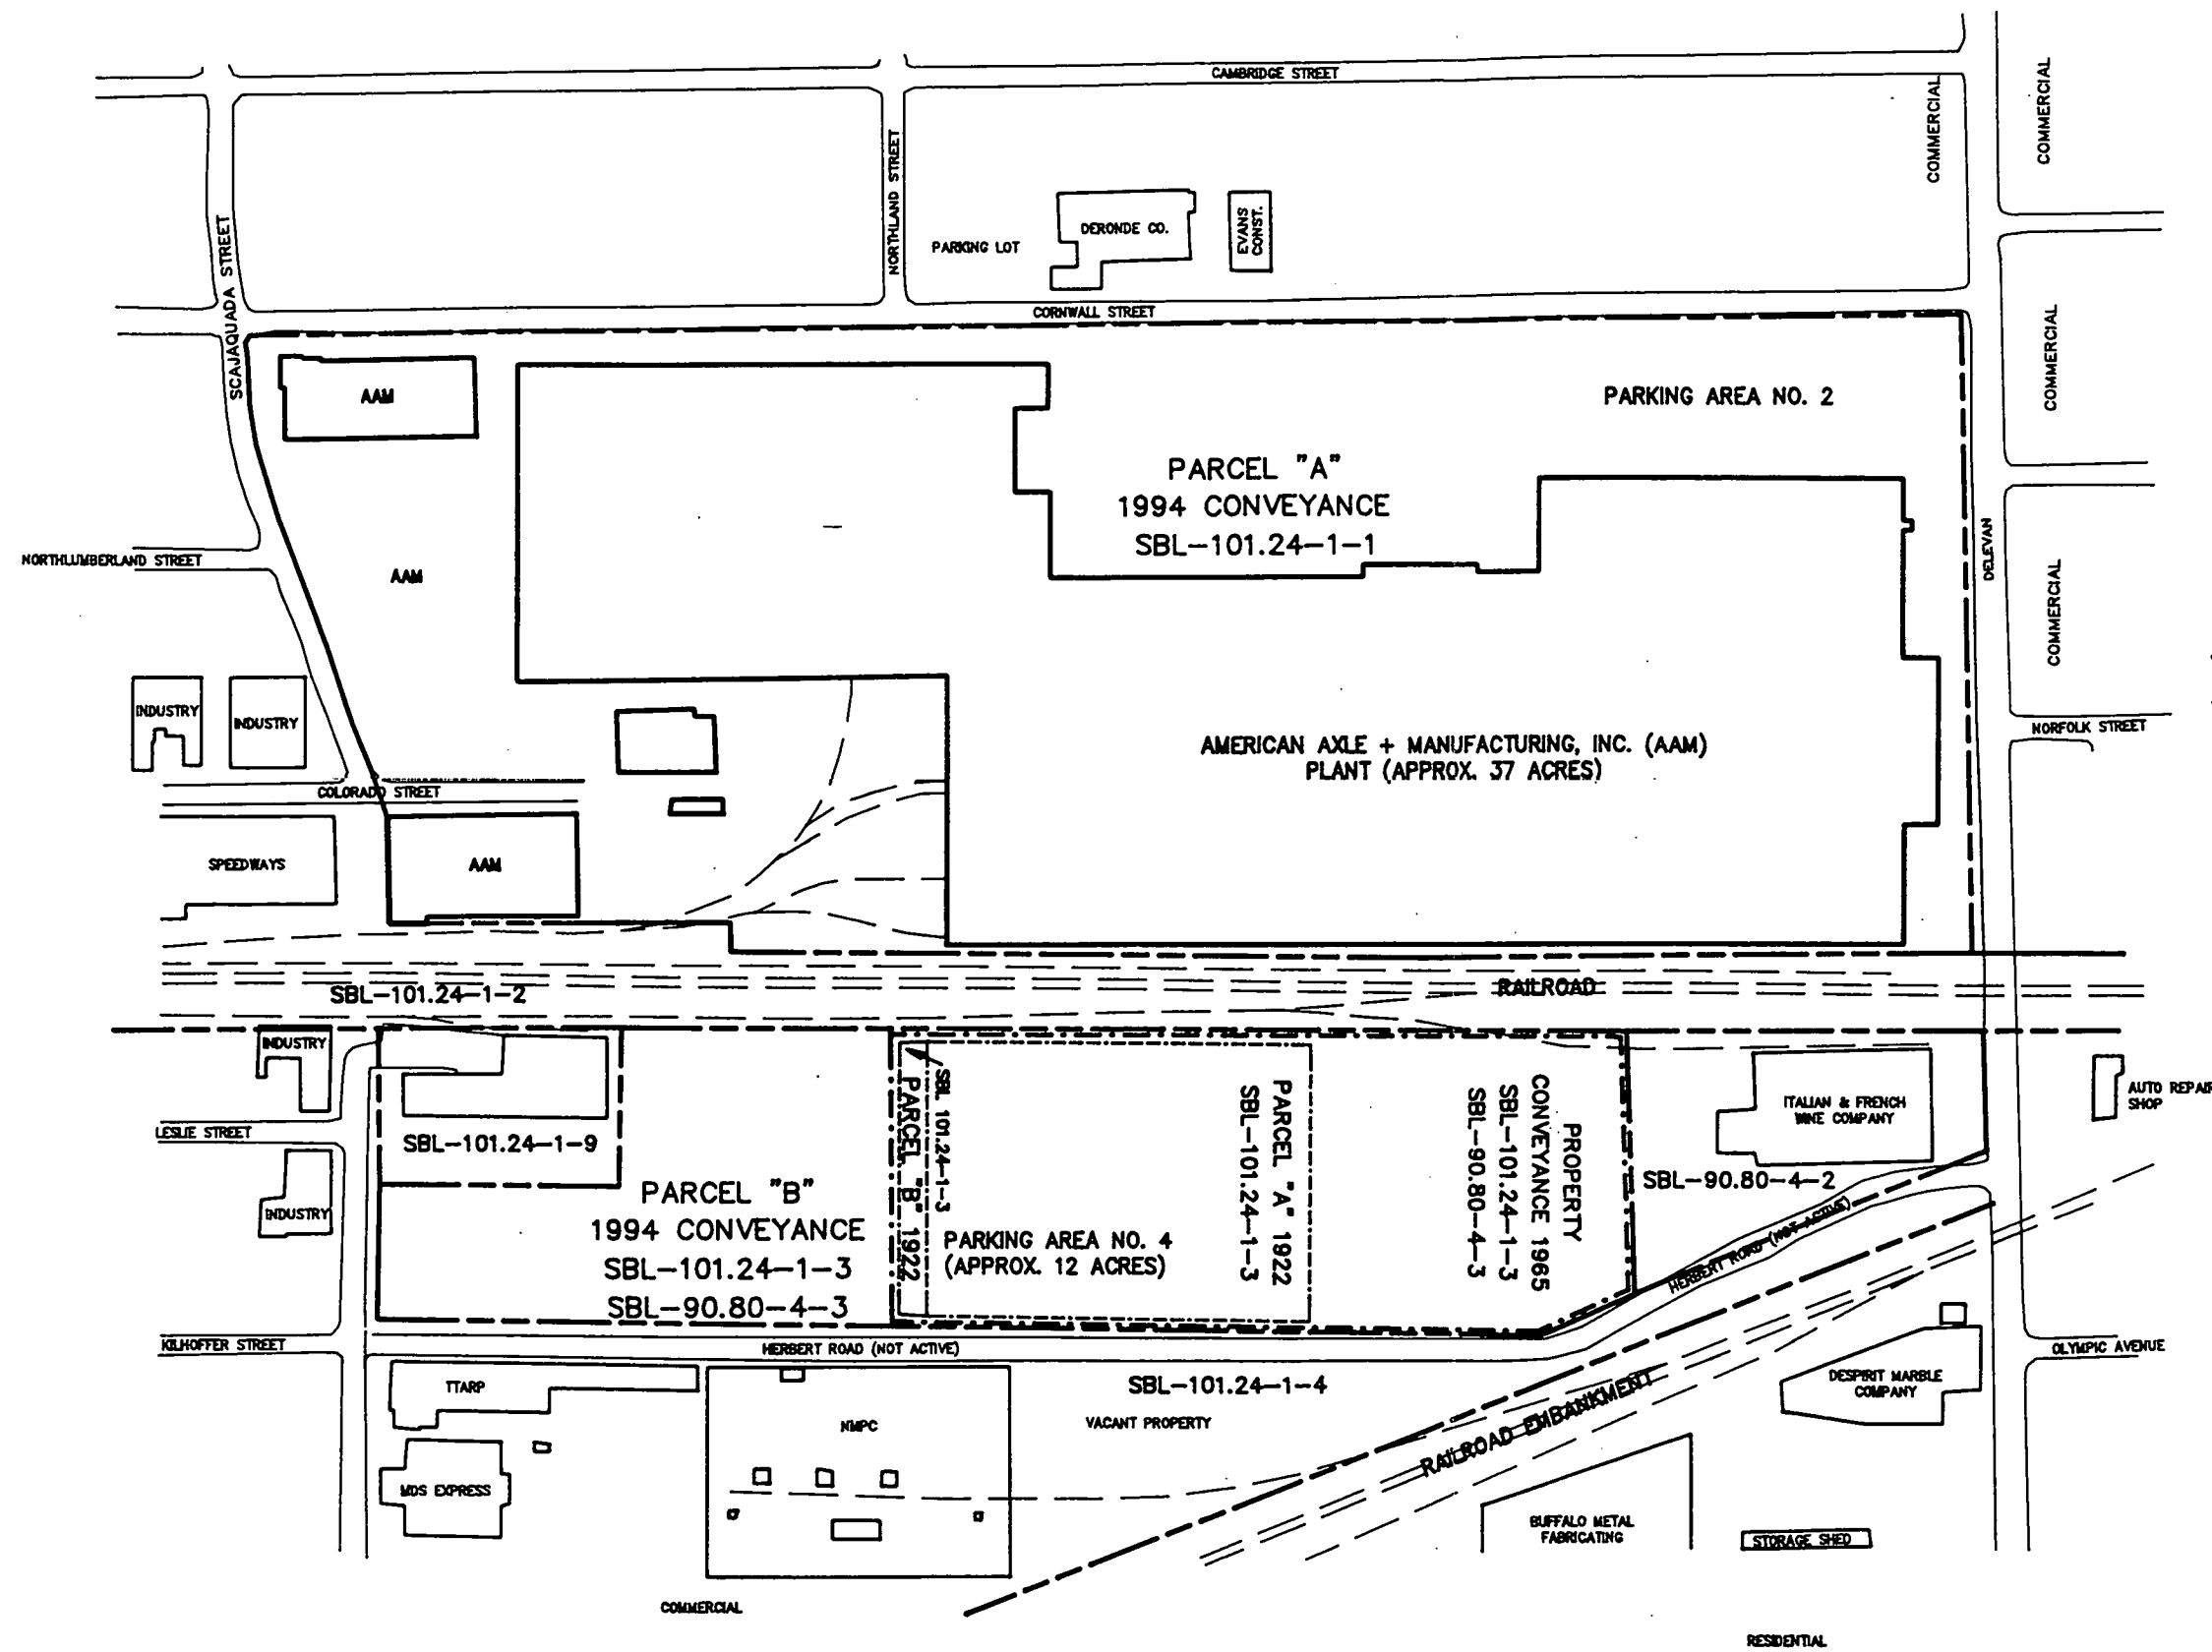 CAMBRIDGE STREET
COMMERCIAL
COMMERCIAL
NORTHLAND STREET
SCAJAQUADA STREET
PARKING LOT
DERONDE CO.
EVANS
CONST.
CORNWALL STREET
COMMERCIAL
AAM
PARKING AREA NO. 2
PARCEL "A"
1994 CONVEYANCE
SBL-101.24-1-1
DELEVAN
COMMERCIAL
NORTHLUMBERLAND STREET
AAM
INDUSTRY
INDUSTRY
NORFOLK STREET
AMERICAN AXLE + MANUFACTURING, INC. (AAM)
PLANT (APPROX. 37 ACRES)
COLORADO STREET
SPEEDWAYS
AAM
SBL-101.24-1-2
RAILROAD
INDUSTRY
AUTO REPAIR
SHOP
ITALIAN & FRENCH
WINE COMPANY
LESLIE STREET
SBL-101.24-1-9
SBL 101.24-1-3
PARCEL "B" 1922
PARCEL "A" 1922
SBL-101.24-1-3
PROPERTY
CONVEYANCE 1965
SBL-101.24-1-3
SBL-90.80-4-3
SBL-90.80-4-2
INDUSTRY
PARCEL "B"
1994 CONVEYANCE
SBL-101.24-1-3
SBL-90.80-4-3
PARKING AREA NO. 4
(APPROX. 12 ACRES)
HERBERT ROAD (NOT ACTIVE)
KILHOFFER STREET
HERBERT ROAD (NOT ACTIVE)
OLYMPIC AVENUE
TTARP
SBL-101.24-1-4
DESPIRIT MARBLE
COMPANY
NMPC
VACANT PROPERTY
RAILROAD EMBANKMENT
MDS EXPRESS
BUFFALO METAL
FABRICATING
STORAGE SHED
COMMERCIAL
RESIDENTIAL